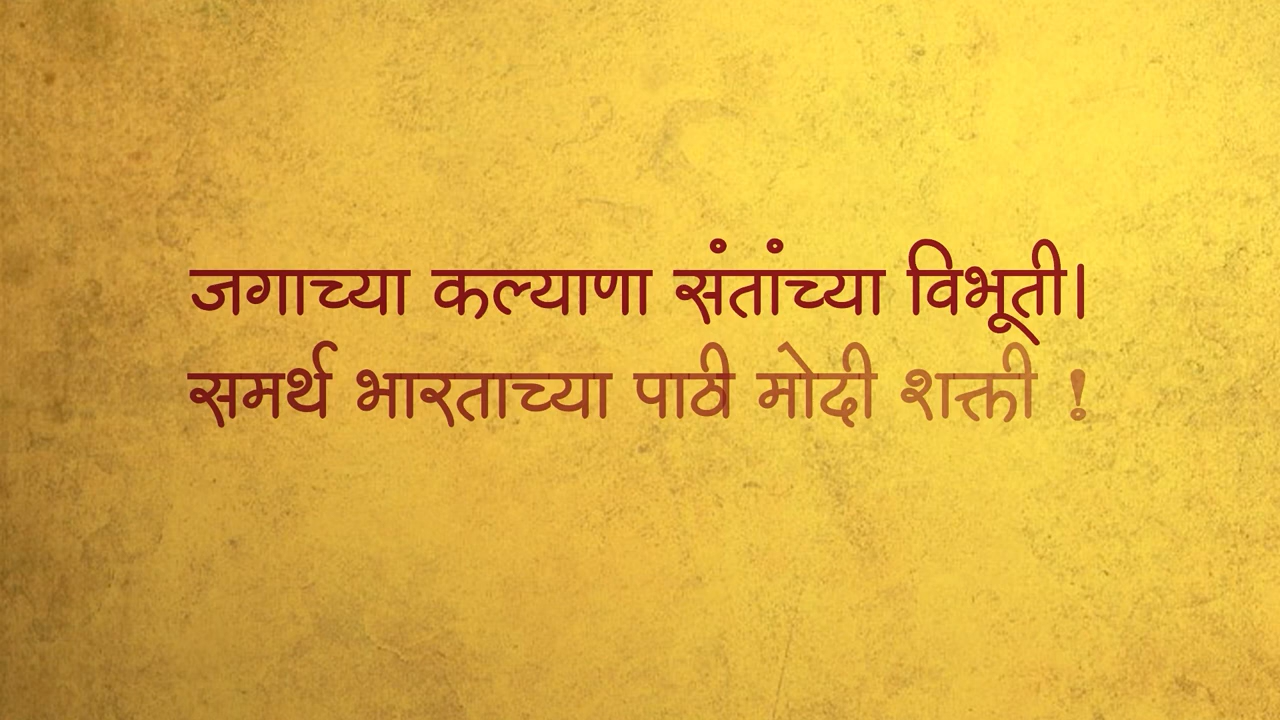 जगाच्या कल्याणा संतांच्या विभूती।
समर्थ भारताच्या पाठी मोदी शक्ती !